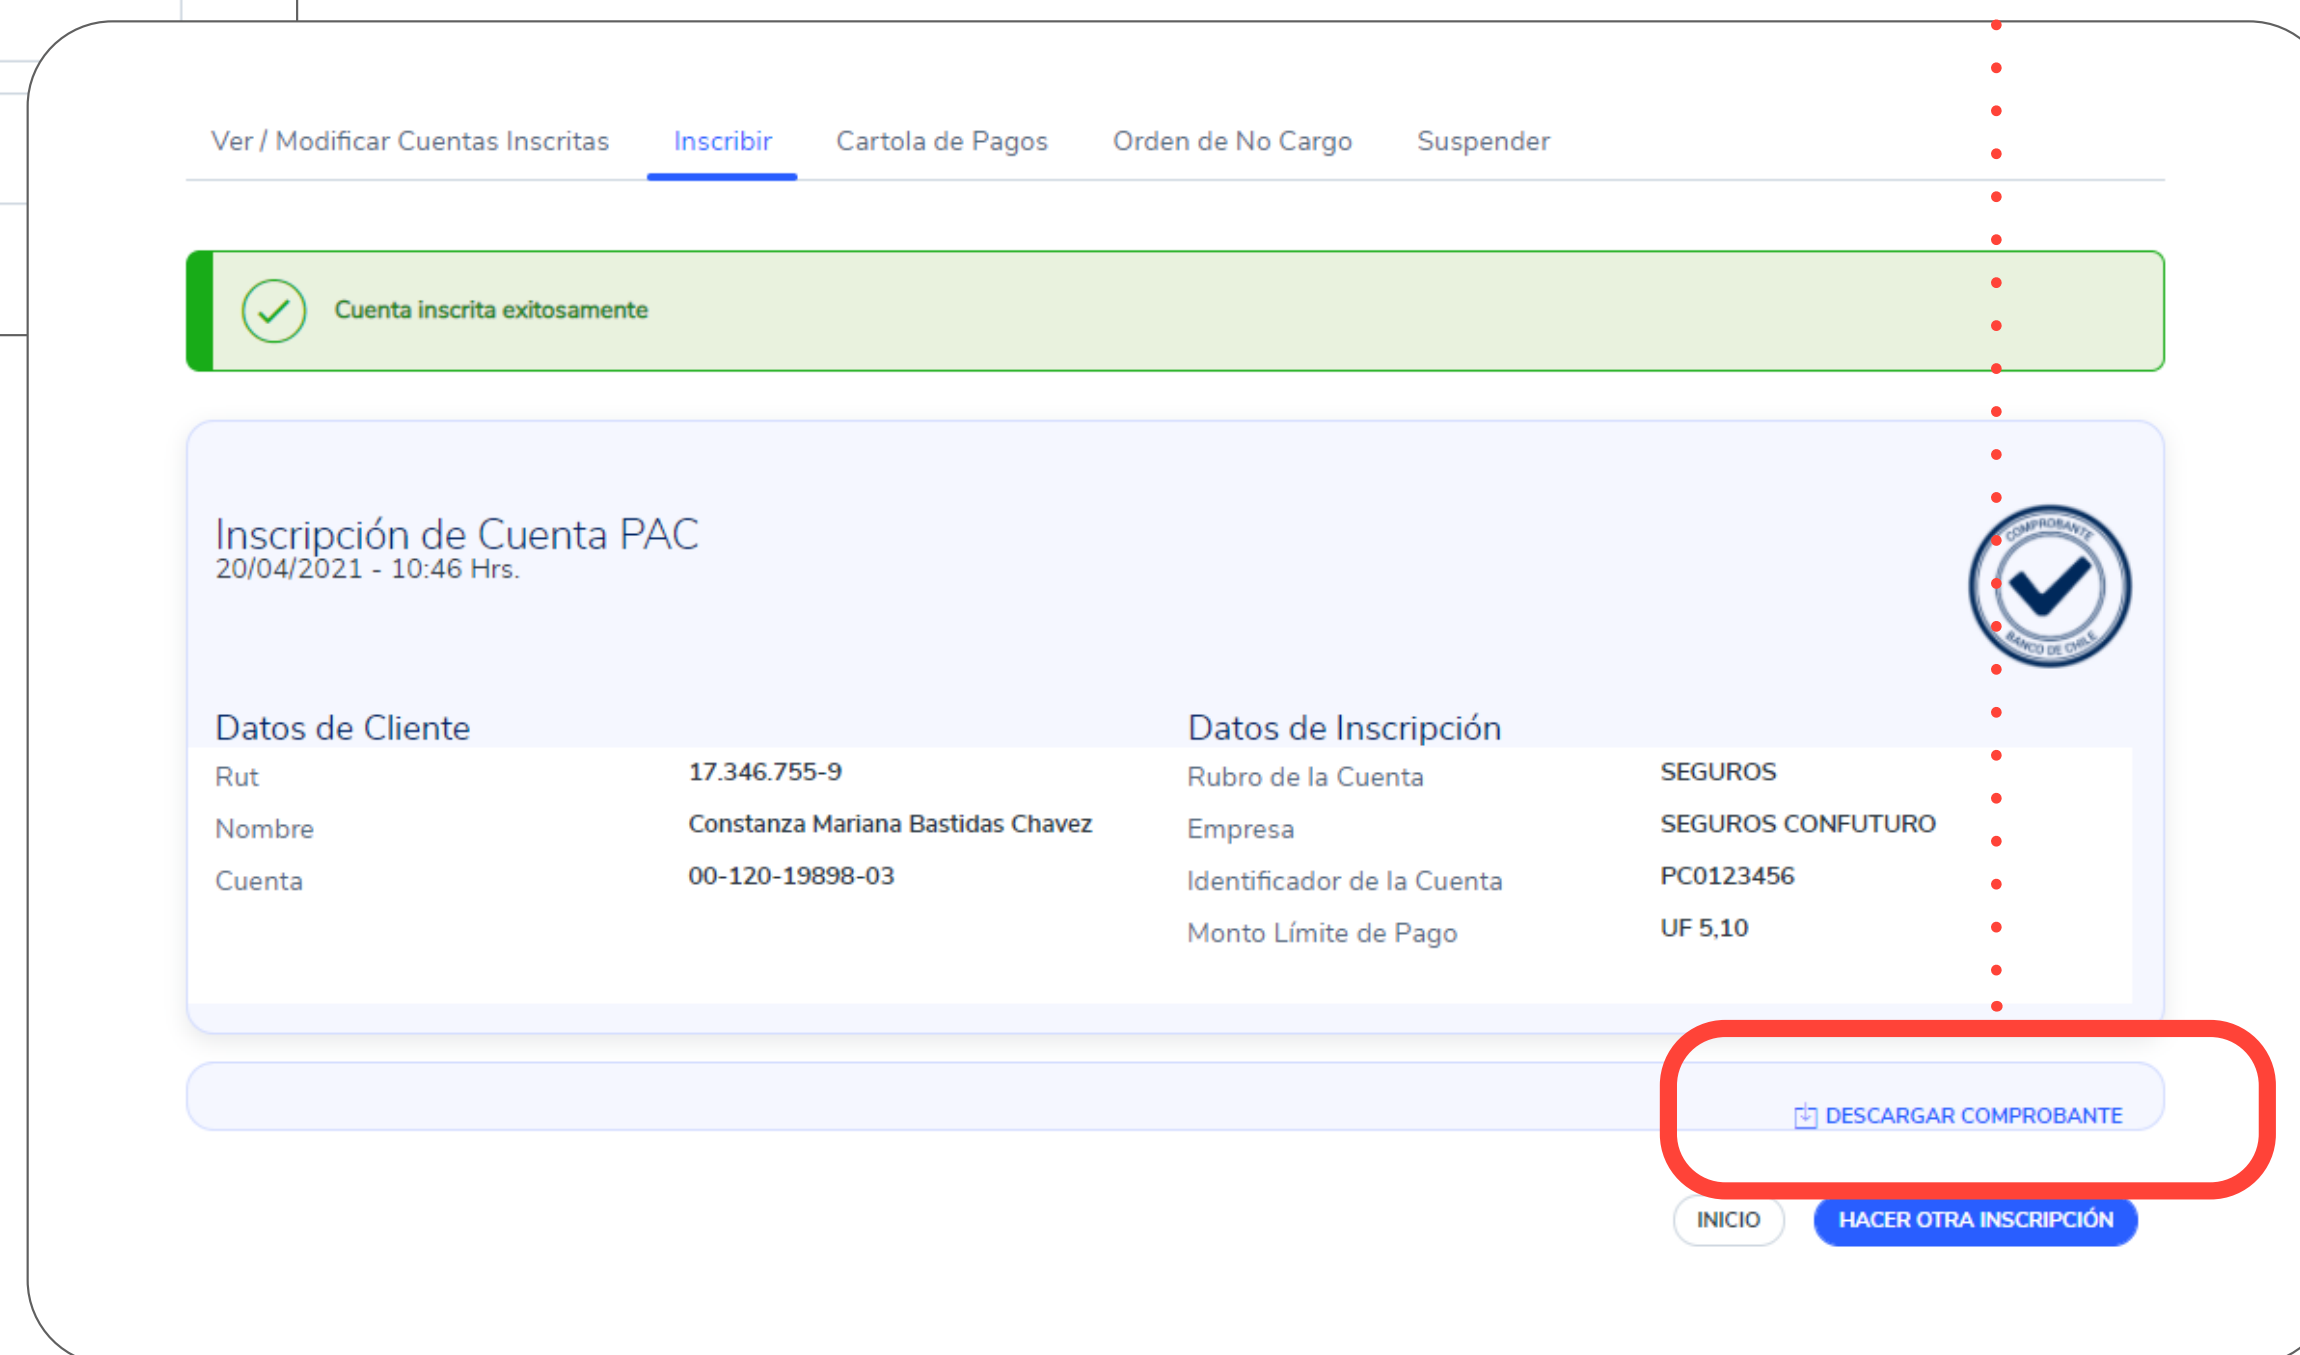 Ver / Modificar Cuentas Inscritas Inscribir Cartola de Pagos Orden de No Cargo Suspender
Cuenta inscrita exitosamente
Inscripción de Cuenta PAC
20/04/2021 - 10:46 Hrs.
COMPROBANTE
BANCO DE CHILE
Datos de Cliente
Rut 17.346.755-9
Nombre Constanza Mariana Bastidas Chavez
Cuenta 00-120-19898-03
Datos de Inscripción
Rubro de la Cuenta SEGUROS
Empresa SEGUROS CONFUTURO
Identificador de la Cuenta PC0123456
Monto Límite de Pago UF 5,10
DESCARGAR COMPROBANTE
INICIO HACER OTRA INSCRIPCIÓN